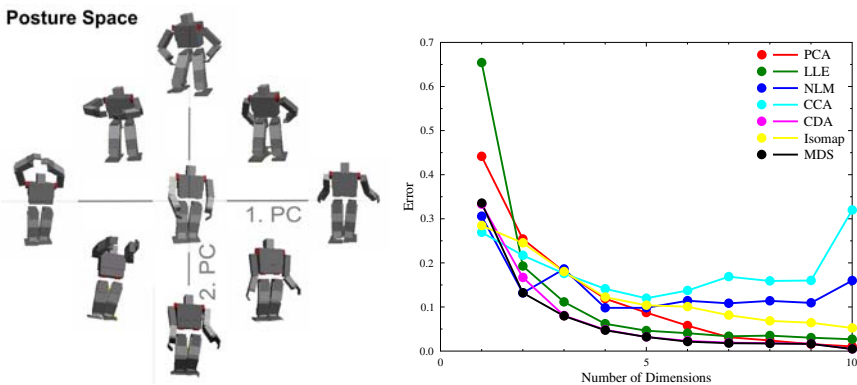 Posture Space
1. PC
2. PC
0.7
0.6
0.5
0.4
0.3
0.2
0.1
0.0
Error
0
5
10
Number of Dimensions
PCA
LLE
NLM
CCA
CDA
Isomap
MDS